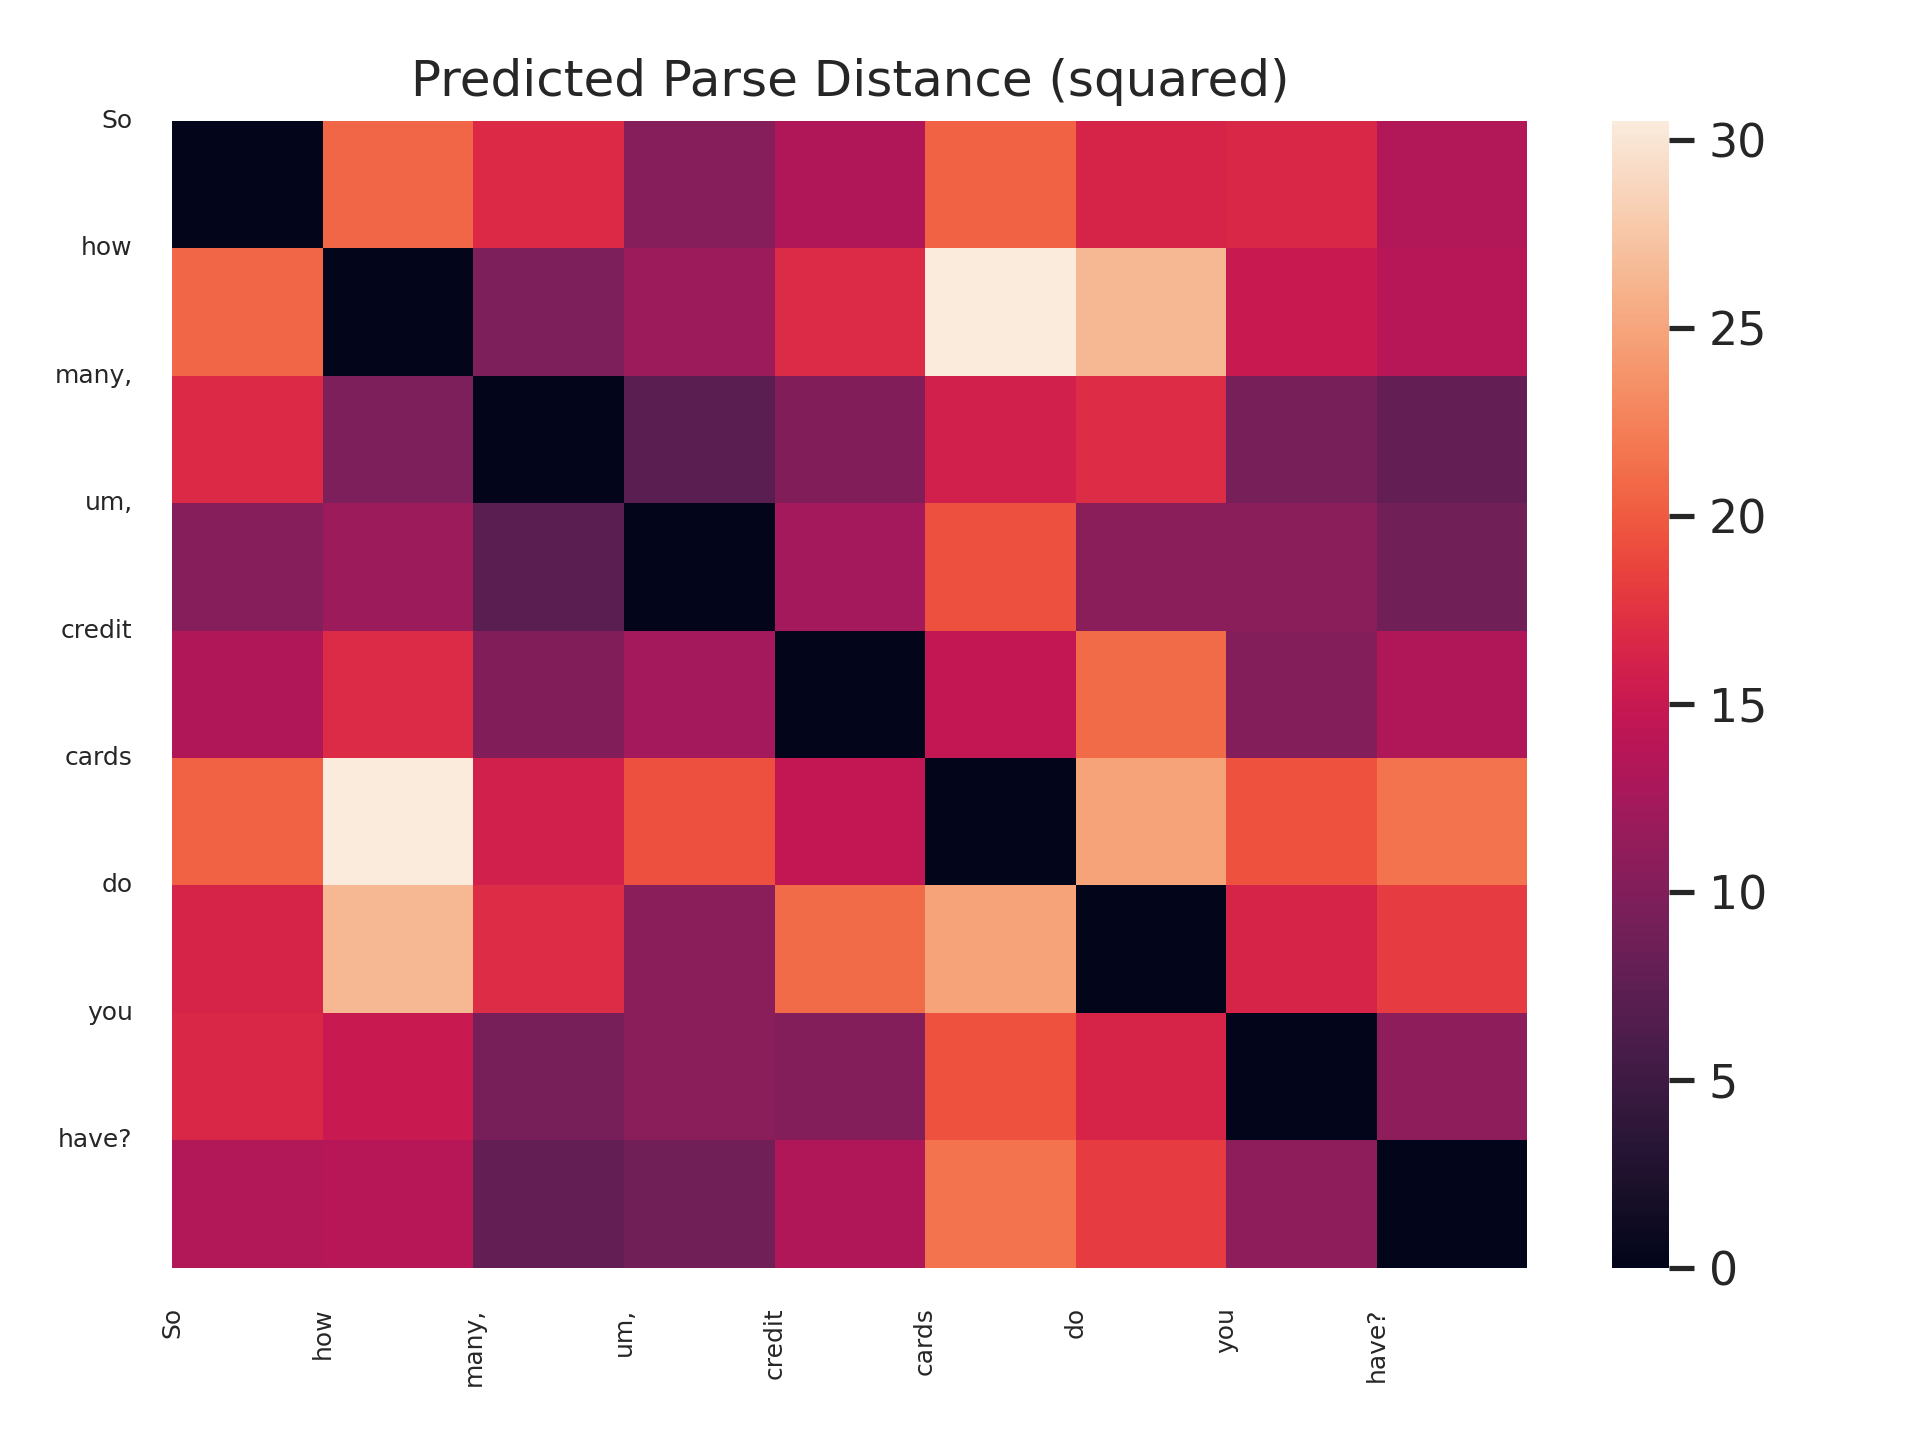 Predicted Parse Distance (squared)
So
how
many,
um,
credit
cards
do
you
have?
So
how
many,
um,
credit
cards
do
you
have?
30
25
20
15
10
5
0